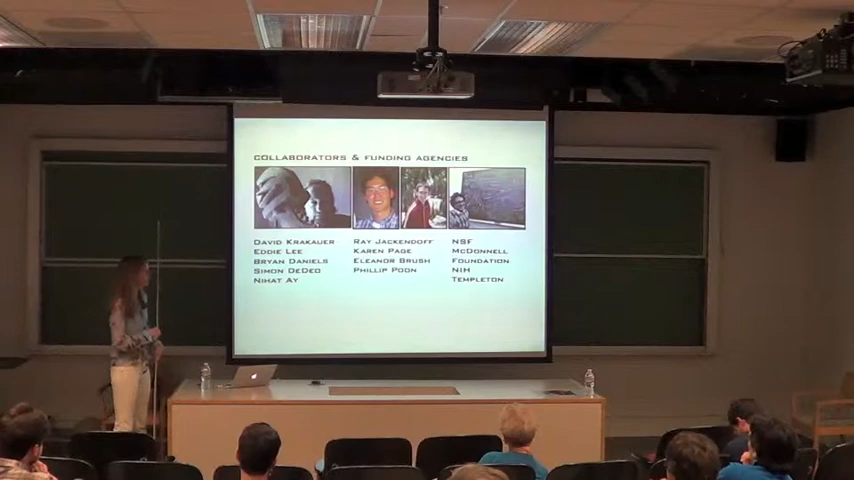 COLLABORATORS & FUNDING AGENCIES
DAVID KRAKAUER
EDDIE LEE
BRYAN DANIELS
SIMON DEDEO
NIHAT AY
RAY JACKENDOFF
KAREN PAGE
ELEANOR BRUSH
PHILLIP POON
NSF
MCDONNELL
FOUNDATION
NIH
TEMPLETON